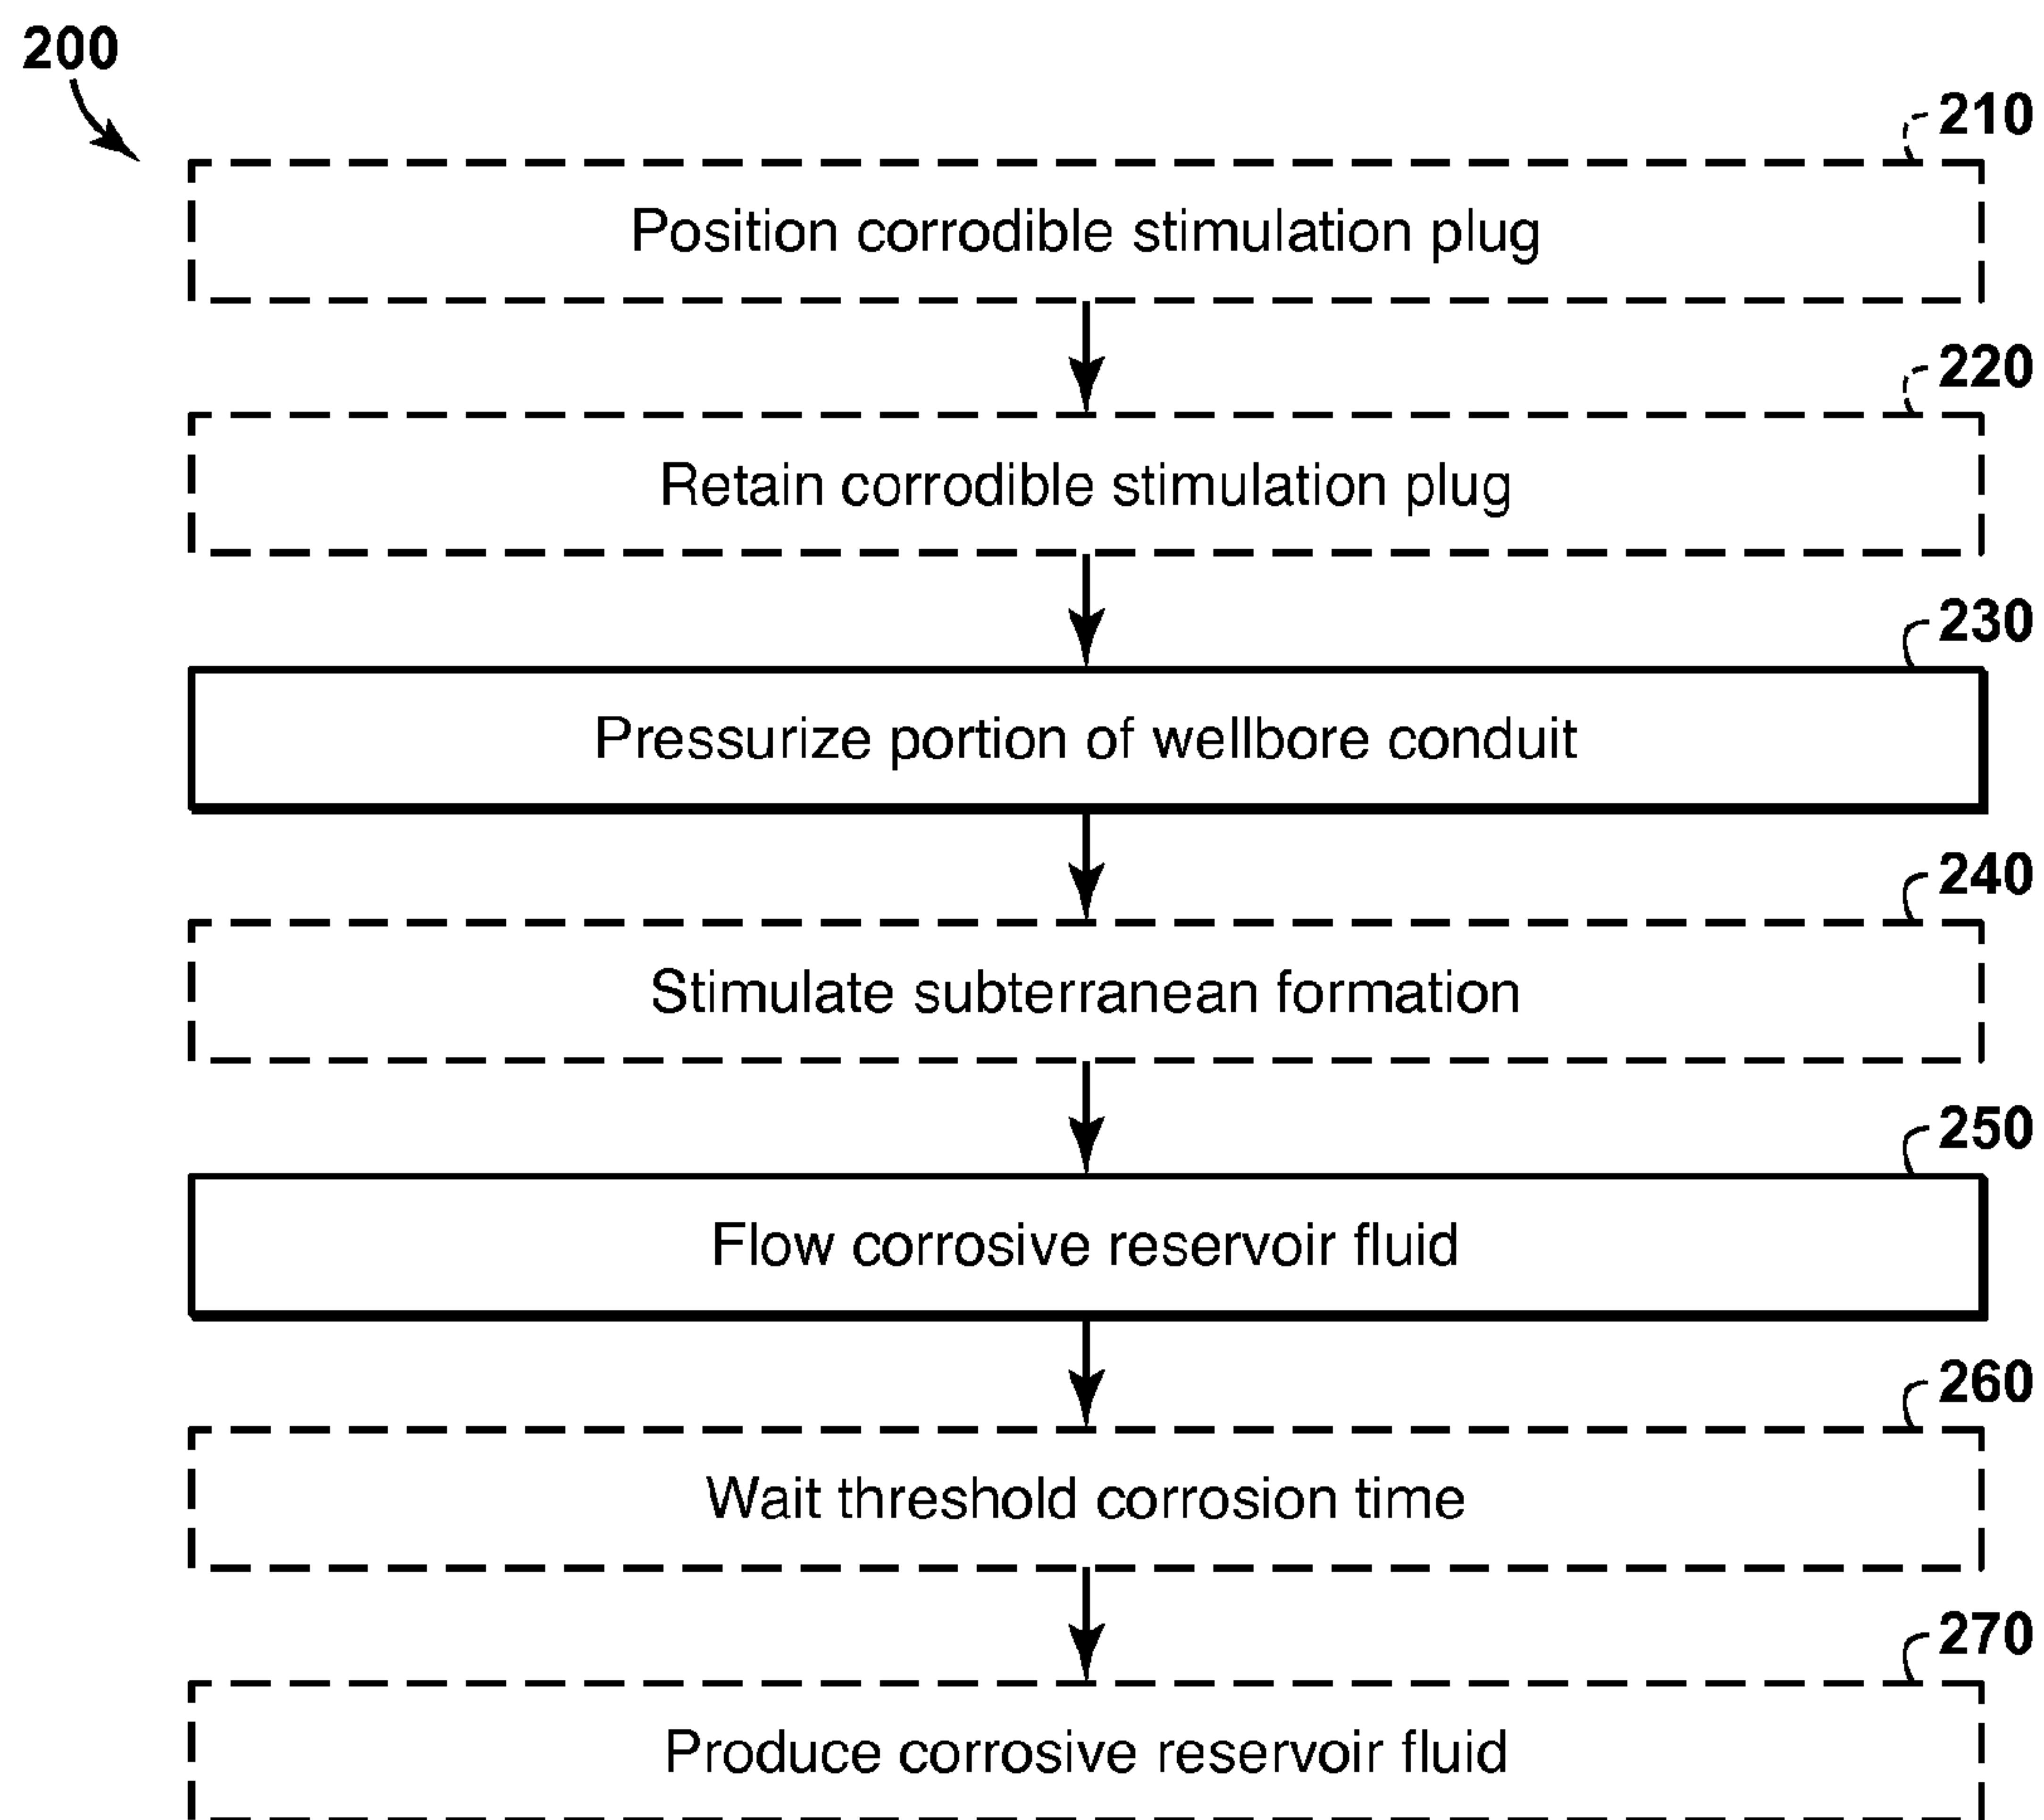 200
210
Position corrodible stimulation plug
220
Retain corrodible stimulation plug
230
Pressurize portion of wellbore conduit
240
Stimulate subterranean formation
250
Flow corrosive reservoir fluid
260
Wait threshold corrosion time
270
Produce corrosive reservoir fluid